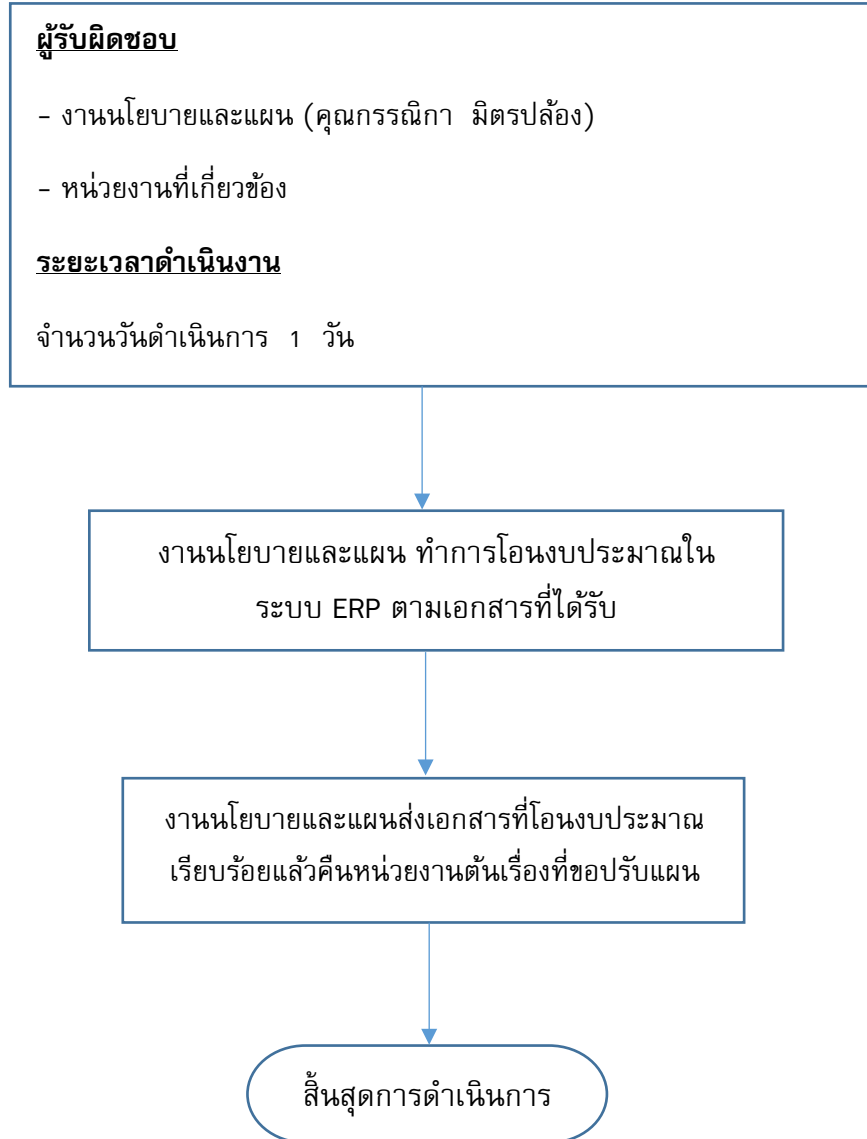 ผู้รับผิดชอบ
- งานนโยบายและแผน (คุณกรรณิกา มิตรปล้อง)
- หน่วยงานที่เกี่ยวข้อง
ระยะเวลาดำเนินงาน
จำนวนวันดำเนินการ 1 วัน
งานนโยบายและแผน ทำการโอนงบประมาณใน
ระบบ ERP ตามเอกสารที่ได้รับ
งานนโยบายและแผนส่งเอกสารที่โอนงบประมาณ
เรียบร้อยแล้วคืนหน่วยงานต้นเรื่องที่ขอปรับแผน
สิ้นสุดการดำเนินการ